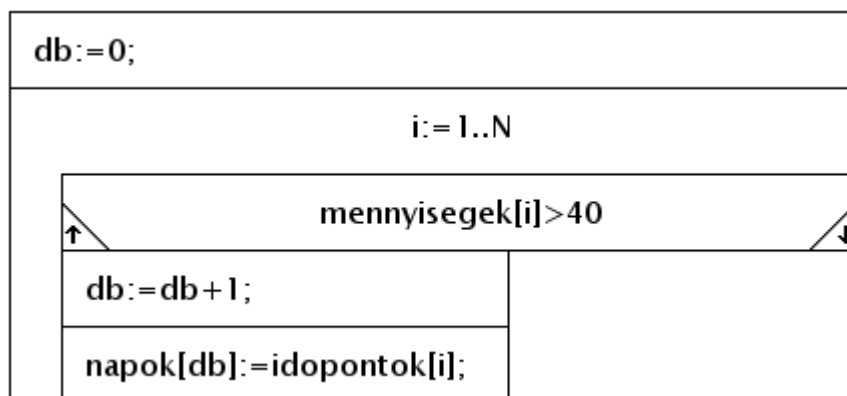 db:=0;
i:=1..N
mennyisegek[i]>40
db:=db+1;
napok[db]:=idopontok[i];